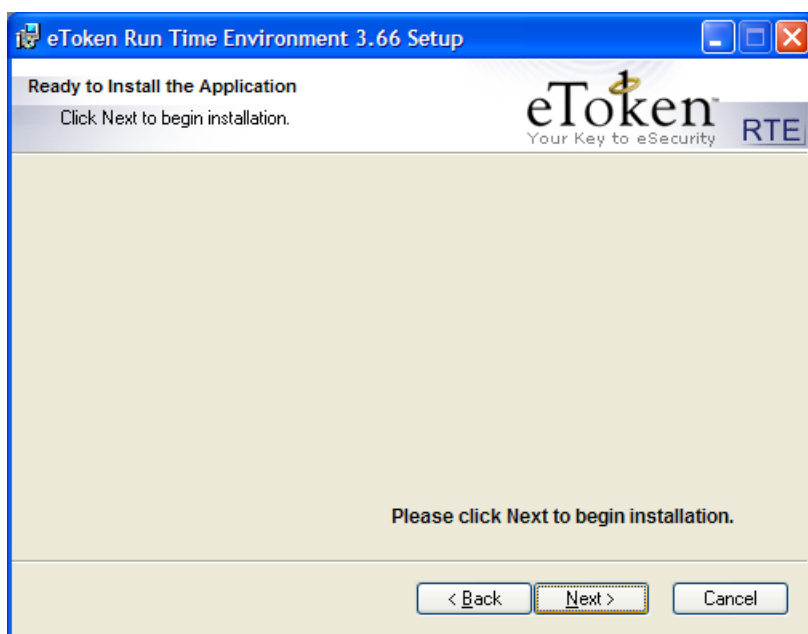 eToken Run Time Environment 3.66 Setup
Ready to Install the Application
Click Next to begin installation.
eToken™
Your Key to eSecurity
RTE
Please click Next to begin installation.
< Back
Next >
Cancel